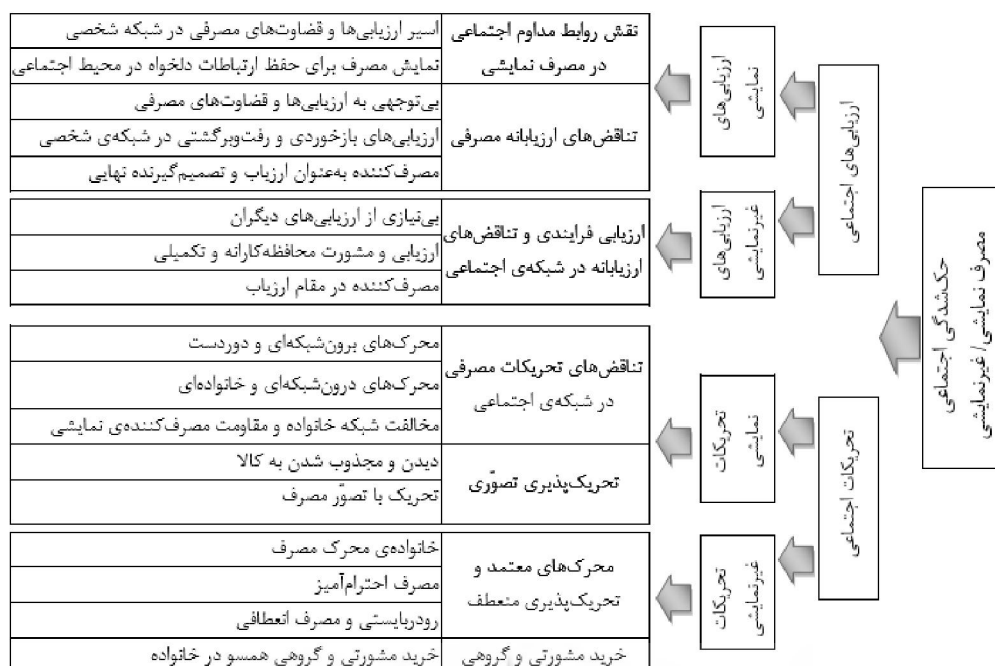 حک‌شدگی اجتماعی
مصرف نمایشی/ غیرنمایشی
ارزیابی‌های اجتماعی
ارزیابی‌های
نمایشی
نقش روابط مداوم اجتماعی
در مصرف نمایشی
اسیر ارزیابی‌ها و قضاوت‌های مصرفی در شبکه شخصی
نمایش مصرف برای حفظ ارتباطات دلخواه در محیط اجتماعی
تناقض‌های ارزیابانه مصرفی
بی‌توجهی به ارزیابی‌ها و قضاوت‌های مصرفی
ارزیابی‌های بازخوردی و رفت‌وبرگشتی در شبکه‌ی شخصی
مصرف‌کننده به‌عنوان ارزیاب و تصمیم‌گیرنده نهایی
ارزیابی‌های
غیرنمایشی
ارزیابی فرایندی و تناقض‌های
ارزیابانه در شبکه‌ی اجتماعی
بی‌نیازی از ارزیابی‌های دیگران
ارزیابی و مشورت محافظه‌کارانه و تکمیلی
مصرف‌کننده در مقام ارزیاب
تحریکات اجتماعی
تحریکات
نمایشی
تناقض‌های تحریکات مصرفی
در شبکه‌ی اجتماعی
محرک‌های برون‌شبکه‌ای و دوردست
محرک‌های درون‌شبکه‌ای و خانواده‌ای
مخالفت شبکه خانواده و مقاومت مصرف‌کننده‌ی نمایشی
تحریک‌پذیری تصوّری
دیدن و مجذوب شدن به کالا
تحریک با تصوّر مصرف
تحریکات
غیرنمایشی
محرک‌های معتمد و
تحریک‌پذیری منعطف
خانواده‌ی محرک مصرف
مصرف احترام‌آمیز
رودربایستی و مصرف انعطافی
خرید مشورتی و گروهی
خرید مشورتی و گروهی همسو در خانواده